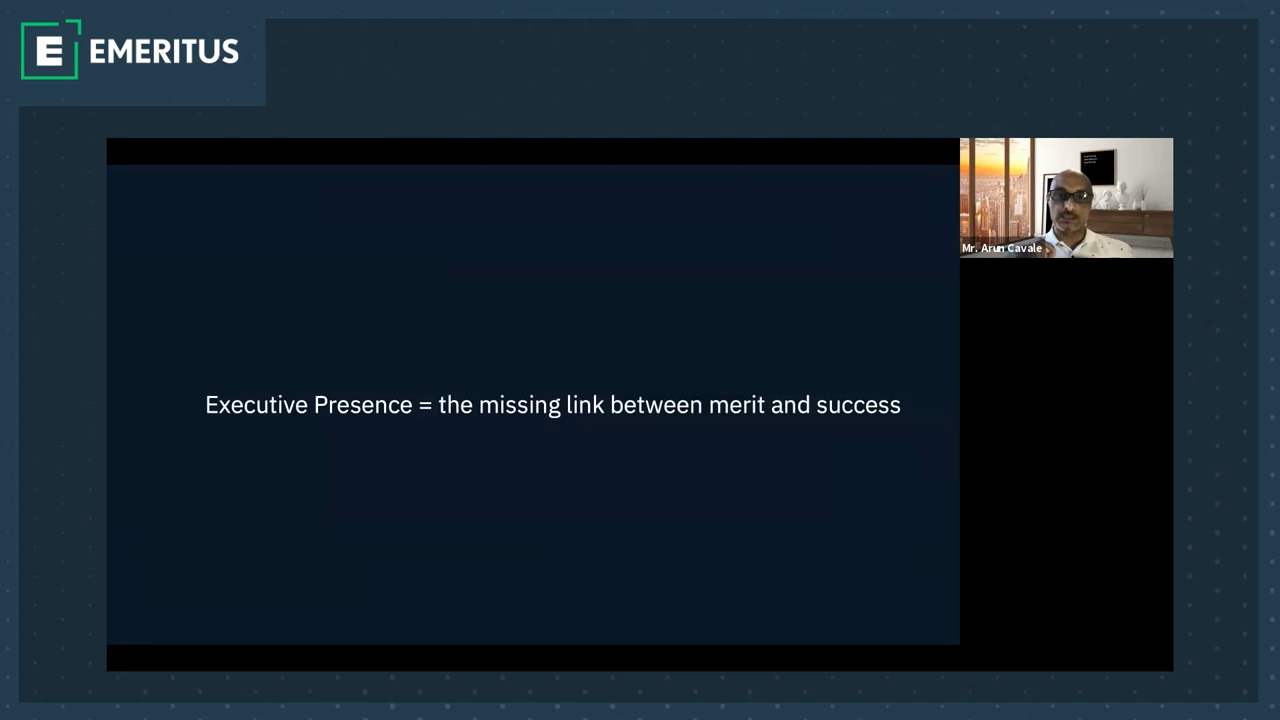 E EMERITUS
Executive Presence = the missing link between merit and success
Mr. Arun Cavale